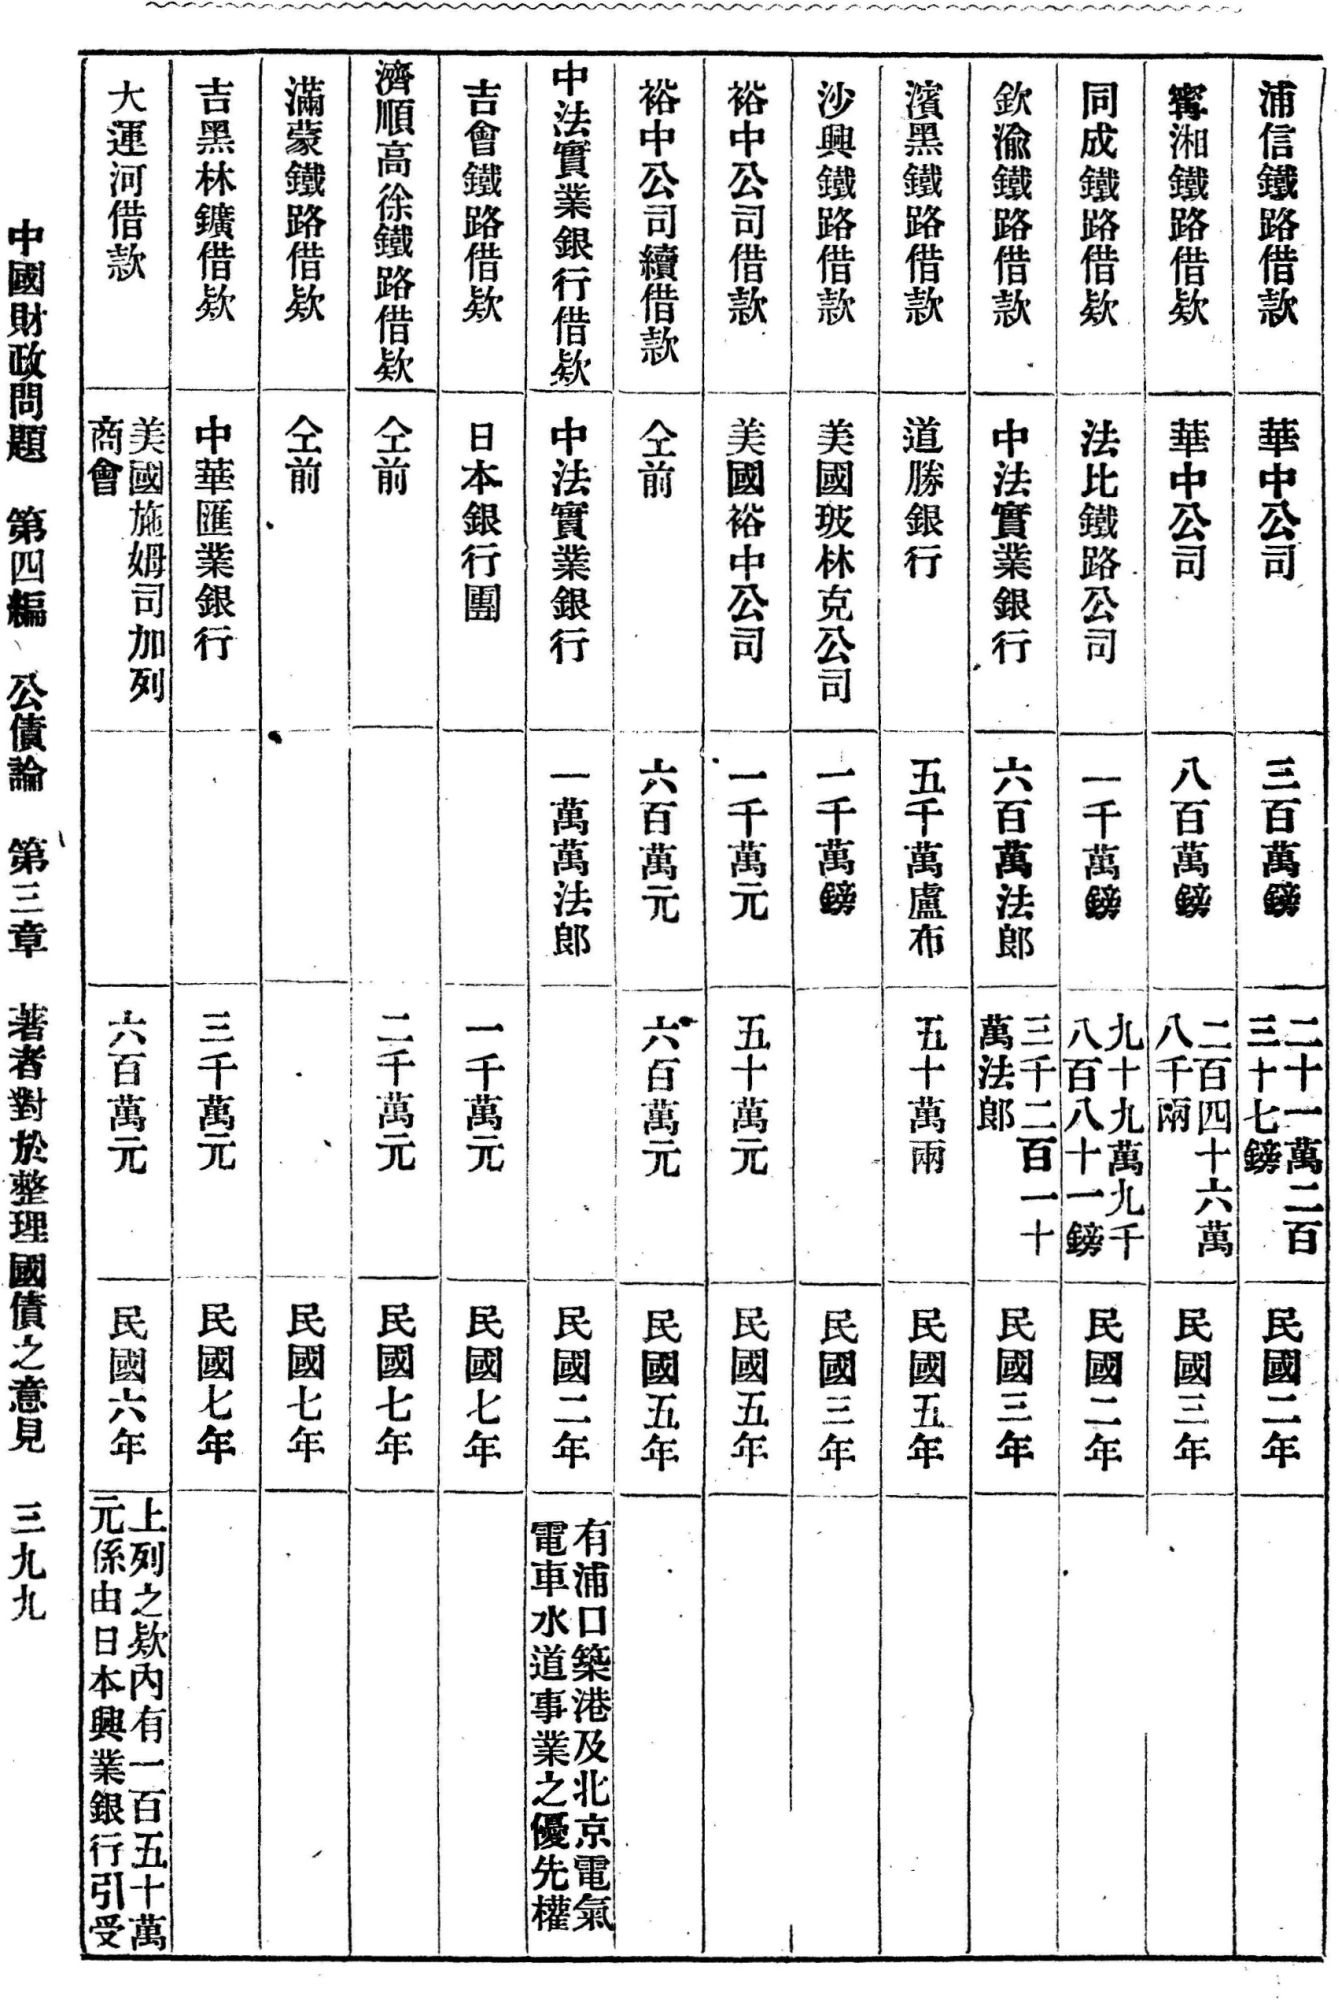 浦信鐵路借款
華中公司
三百萬鎊
二十一萬二百
三十七鎊
民國二年
寗湘鐵路借欵
華中公司
八百萬鎊
二百四十六萬
八千兩
民國三年
同成鐵路借欵
法比鐵路公司
一千萬鎊
九十九萬九千
八百八十一鎊
民國二年
欽渝鐵路借款
中法實業銀行
六百萬法郎
三千二百一十
萬法郎
民國三年
濱黑鐵路借款
道勝銀行
五千萬盧布
五十萬兩
民國五年
沙興鐵路借款
美國玻林克公司
一千萬鎊
民國三年
裕中公司借款
美國裕中公司
一千萬元
五十萬元
民國五年
裕中公司續借款
仝前
六百萬元
六百萬元
民國五年
中法實業銀行借欵
中法實業銀行
一萬萬法郎
民國二年
有浦口築港及北京電氣
電車水道事業之優先權
吉會鐵路借欵
日本銀行團
一千萬元
民國七年
濟順高徐鐵路借欵
仝前
二千萬元
民國七年
滿蒙鐵路借欵
仝前
民國七年
吉黑林鑛借欵
中華匯業銀行
三千萬元
民國七年
大運河借款
美國施姆司加列
商會
六百萬元
民國六年
上列之欵內有一百五十萬
元係由日本興業銀行引受
中國財政問題 第四編 公債論 第三章 著者對於整理國債之意見 三九九